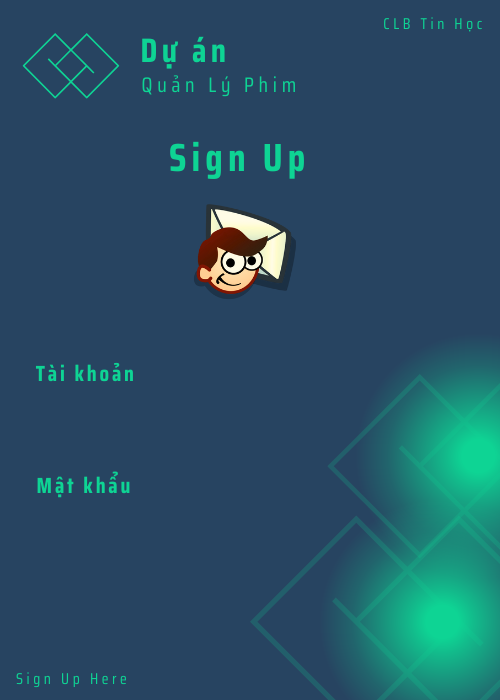 CLB Tin Học
Dự án
Quản Lý Phim
Sign Up
Tài khoản
Mật khẩu
Sign Up Here